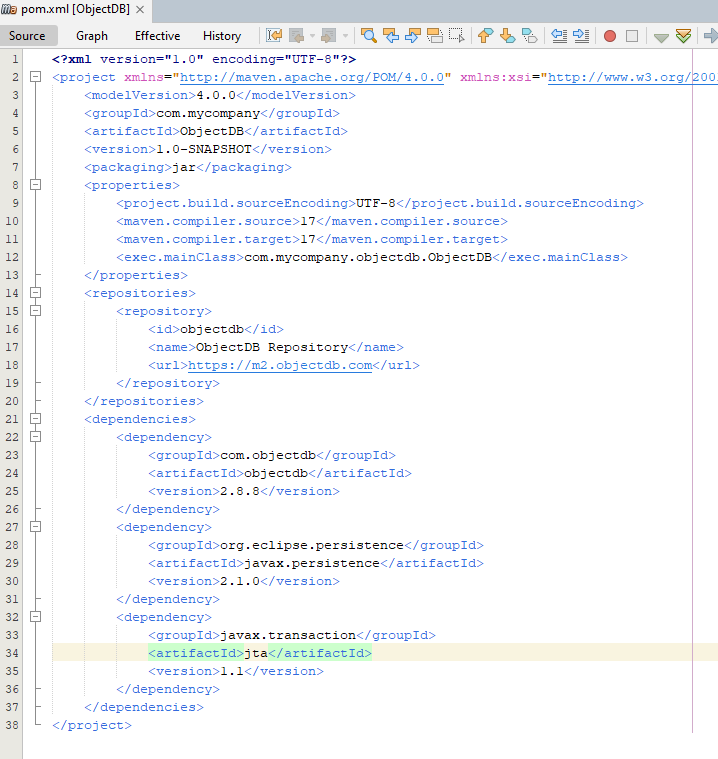 pom.xml [ObjectDB]
Source Graph Effective History
1 <?xml version="1.0" encoding="UTF-8"?>
2 <project xmlns="http://maven.apache.org/POM/4.0.0" xmlns:xsi="http://www.w3.org/200
3 <modelVersion>4.0.0</modelVersion>
4 <groupId>com.mycompany</groupId>
5 <artifactId>ObjectDB</artifactId>
6 <version>1.0-SNAPSHOT</version>
7 <packaging>jar</packaging>
8 <properties>
9 <project.build.sourceEncoding>UTF-8</project.build.sourceEncoding>
10 <maven.compiler.source>17</maven.compiler.source>
11 <maven.compiler.target>17</maven.compiler.target>
12 <exec.mainClass>com.mycompany.objectdb.ObjectDB</exec.mainClass>
13 </properties>
14 <repositories>
15 <repository>
16 <id>objectdb</id>
17 <name>ObjectDB Repository</name>
18 <url>https://m2.objectdb.com</url>
19 </repository>
20 </repositories>
21 <dependencies>
22 <dependency>
23 <groupId>com.objectdb</groupId>
24 <artifactId>objectdb</artifactId>
25 <version>2.8.8</version>
26 </dependency>
27 <dependency>
28 <groupId>org.eclipse.persistence</groupId>
29 <artifactId>javax.persistence</artifactId>
30 <version>2.1.0</version>
31 </dependency>
32 <dependency>
33 <groupId>javax.transaction</groupId>
34 <artifactId>jta</artifactId>
35 <version>1.1</version>
36 </dependency>
37 </dependencies>
38 </project>